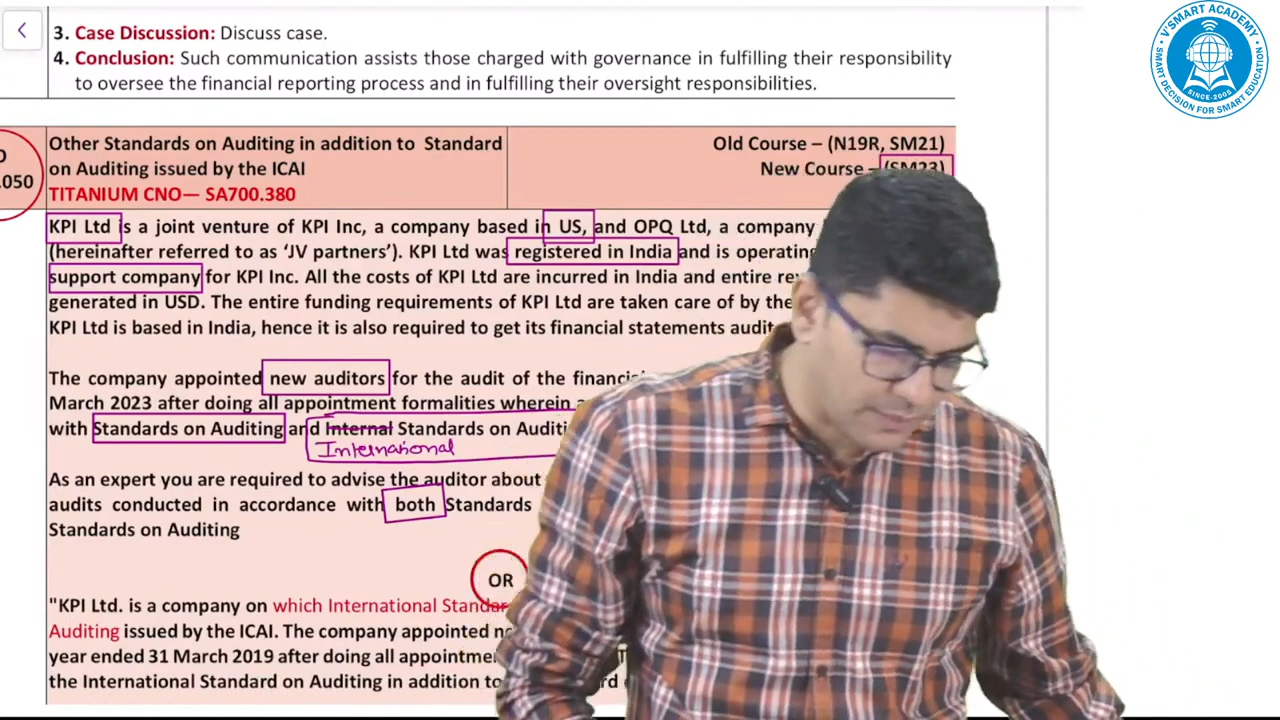 3. Case Discussion: Discuss case.
4. Conclusion: Such communication assists those charged with governance in fulfilling their responsibility
to oversee the financial reporting process and in fulfilling their oversight responsibilities.
V'SMART ACADEMY
SINCE-2005
SMART DECISION FOR SMART EDUCATION
Other Standards on Auditing in addition to Standard
on Auditing issued by the ICAI
TITANIUM CNO— SA700.380
Old Course – (N19R, SM21)
New Course – (SM23)
.050
KPI Ltd is a joint venture of KPI Inc, a company based in US, and OPQ Ltd, a company
(hereinafter referred to as ‘JV partners’). KPI Ltd was registered in India and is operating
support company for KPI Inc. All the costs of KPI Ltd are incurred in India and entire
generated in USD. The entire funding requirements of KPI Ltd are taken care of by the
KPI Ltd is based in India, hence it is also required to get its financial statements
The company appointed new auditors for the audit of the
March 2023 after doing all appointment formalities wherein
with Standards on Auditing and Internal Standards on
International
As an expert you are required to advise the auditor about
audits conducted in accordance with both Standards
Standards on Auditing
OR
"KPI Ltd. is a company on which International
Auditing issued by the ICAI. The company appointed
year ended 31 March 2019 after doing all
the International Standard on Auditing in addition to